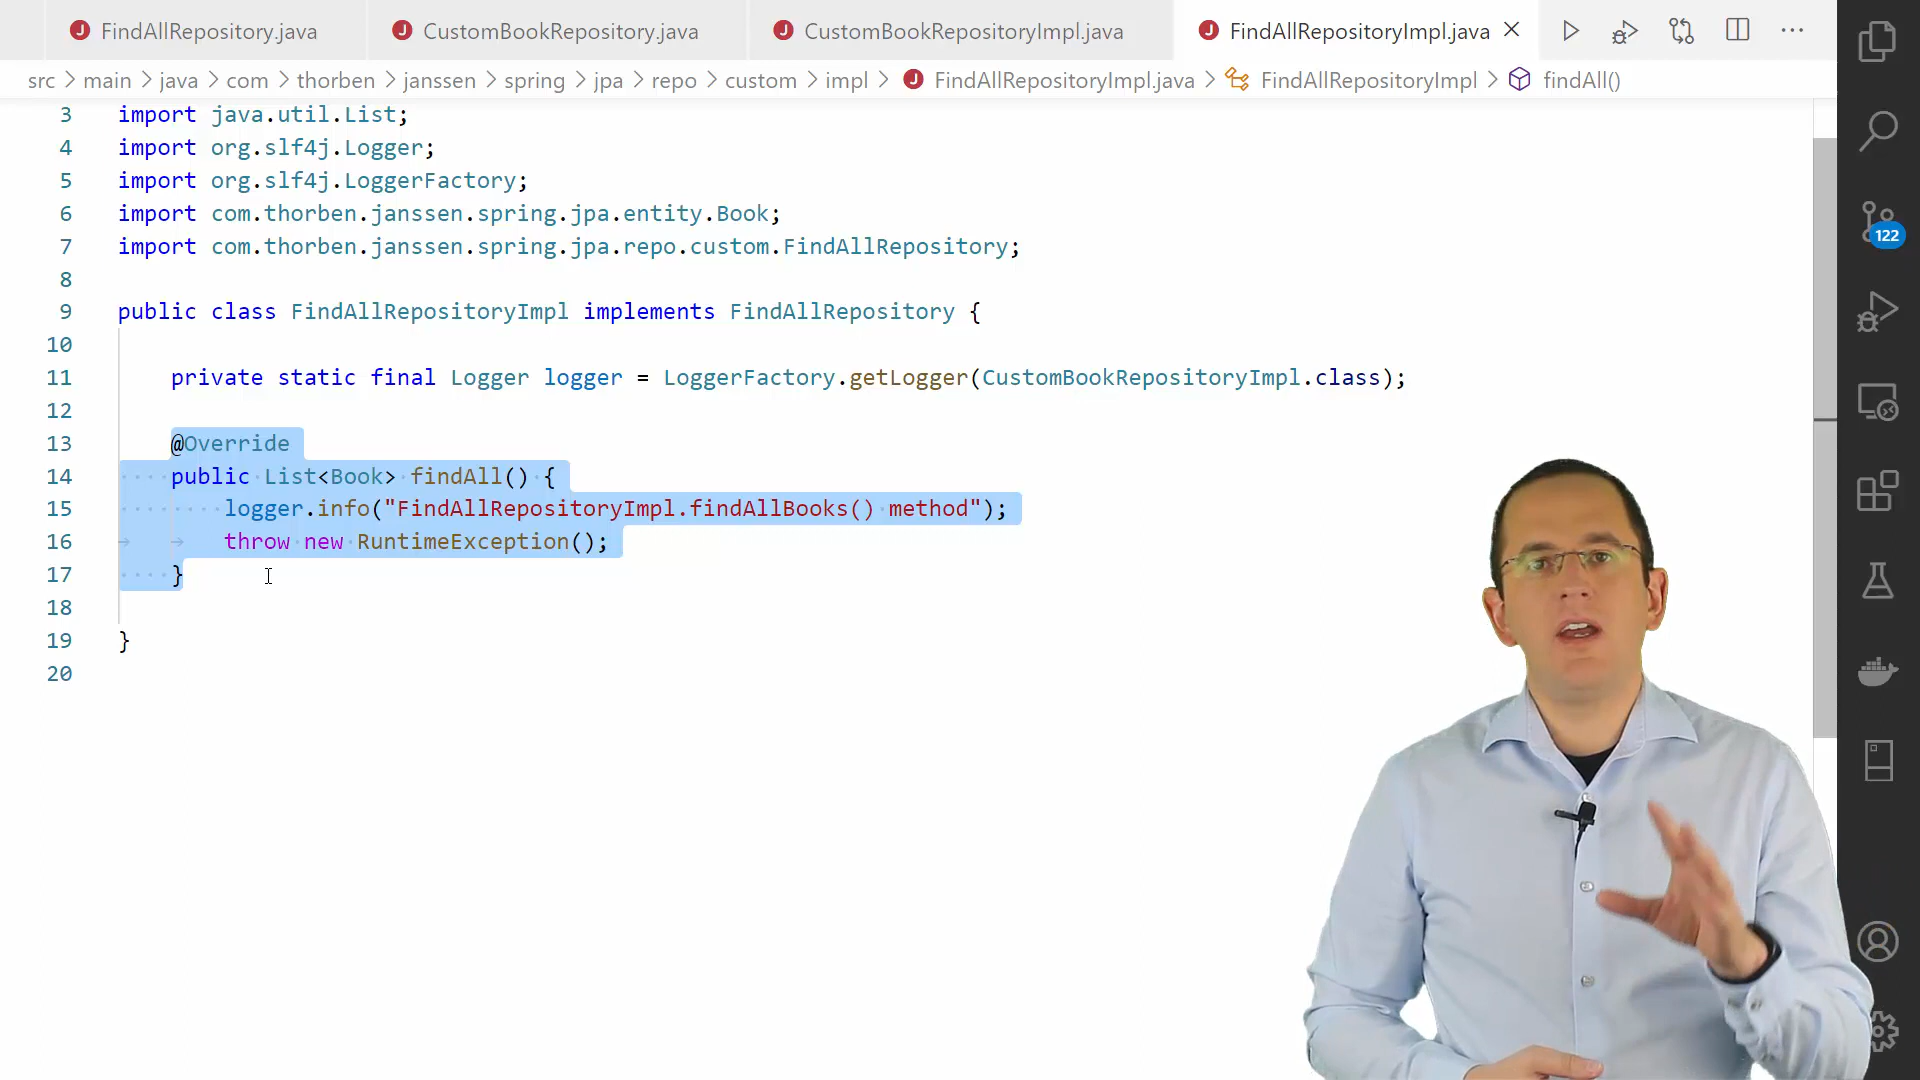 FindAllRepository.java
CustomBookRepository.java
CustomBookRepositoryImpl.java
FindAllRepositoryImpl.java
src > main > java > com > thorben > janssen > spring > jpa > repo > custom > impl > FindAllRepositoryImpl.java > FindAllRepositoryImpl > findAll()
3 import java.util.List;
4 import org.slf4j.Logger;
5 import org.slf4j.LoggerFactory;
6 import com.thorben.janssen.spring.jpa.entity.Book;
7 import com.thorben.janssen.spring.jpa.repo.custom.FindAllRepository;
8
9 public class FindAllRepositoryImpl implements FindAllRepository {
10
11 private static final Logger logger = LoggerFactory.getLogger(CustomBookRepositoryImpl.class);
12
13 @Override
14 public List<Book> findAll() {
15 logger.info("FindAllRepositoryImpl.findAllBooks() method");
16 throw new RuntimeException();
17 }
18
19 }
20
122